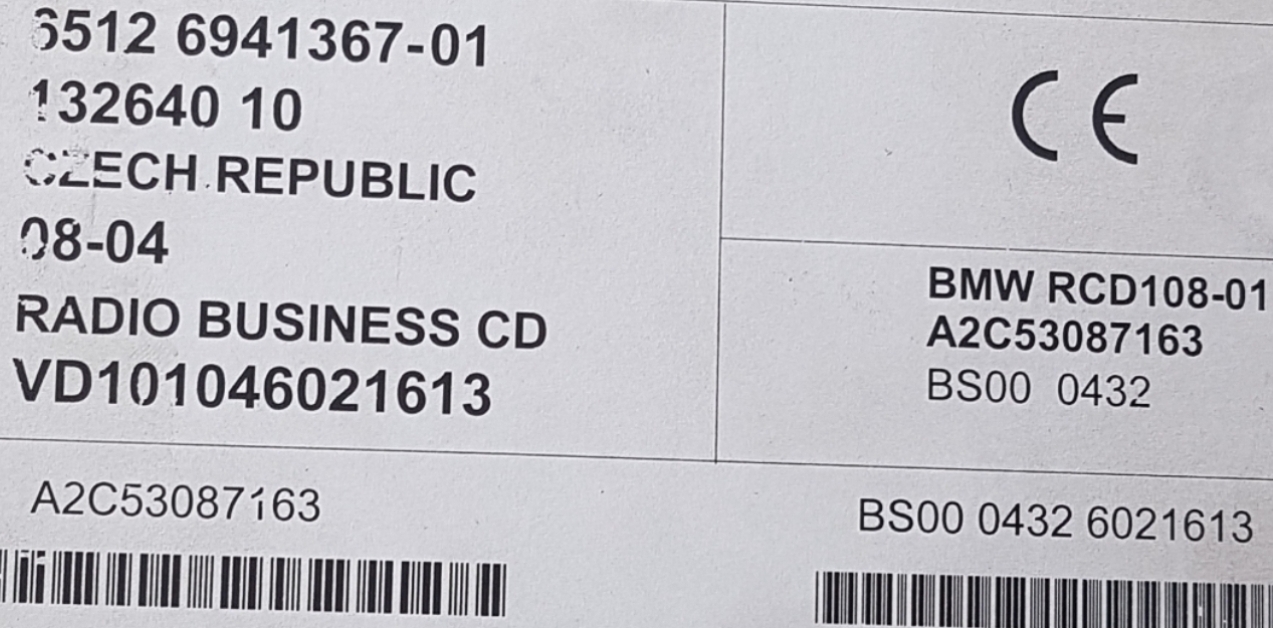 6512 6941367-01
132640 10
CZECH REPUBLIC
08-04
RADIO BUSINESS CD
VD101046021613
CE
BMW RCD108-01
A2C53087163
BS00 0432
A2C53087163
BS00 0432 6021613